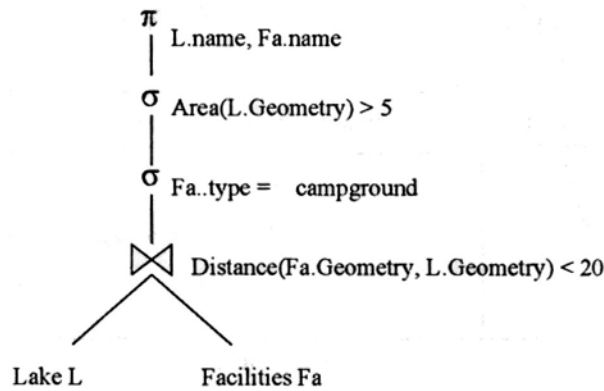 π
L.name, Fa.name
σ Area(L.Geometry) > 5
σ Fa..type = campground
Distance(Fa.Geometry, L.Geometry) < 20
Lake L Facilities Fa